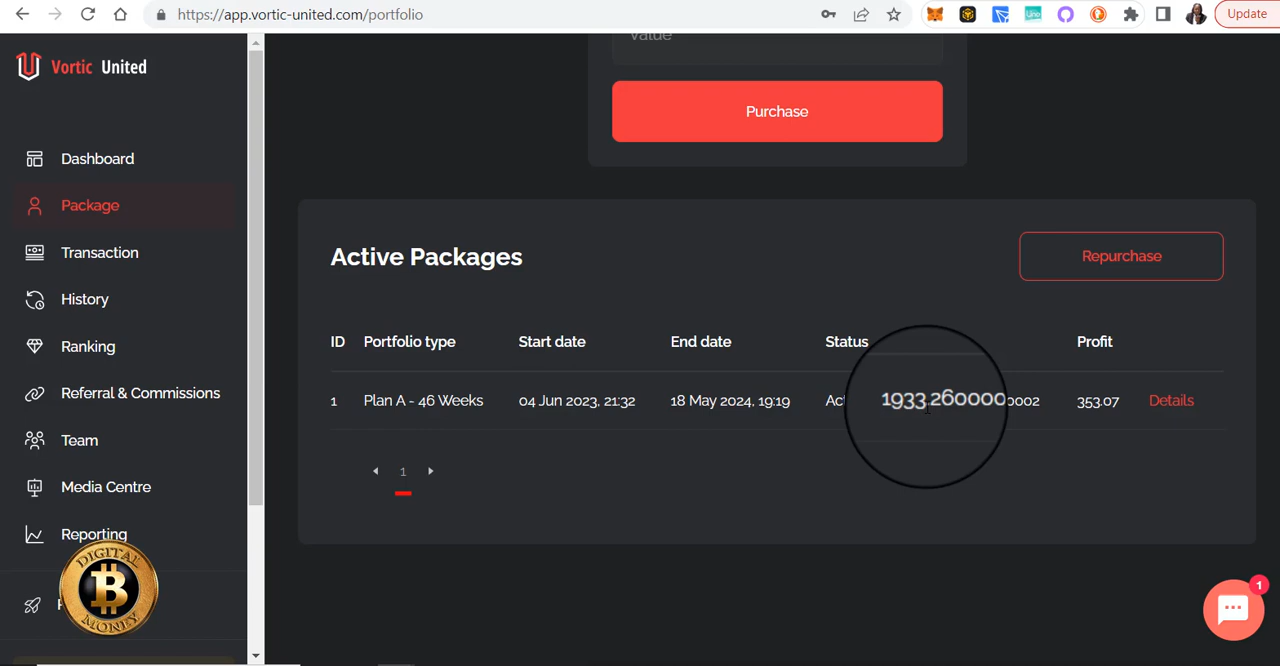 https://app.vortic-united.com/portfolio
Update
Vortic United
Value
Purchase
Dashboard
Package
Transaction
History
Ranking
Referral & Commissions
Team
Media Centre
Reporting
Active Packages
Repurchase
ID Portfolio type Start date End date Status Profit
1 Plan A - 46 Weeks 04 Jun 2023, 21:32 18 May 2024, 19:19 1933.260000 0002 353.07 Details
1
DIGITAL
B
MONEY
1